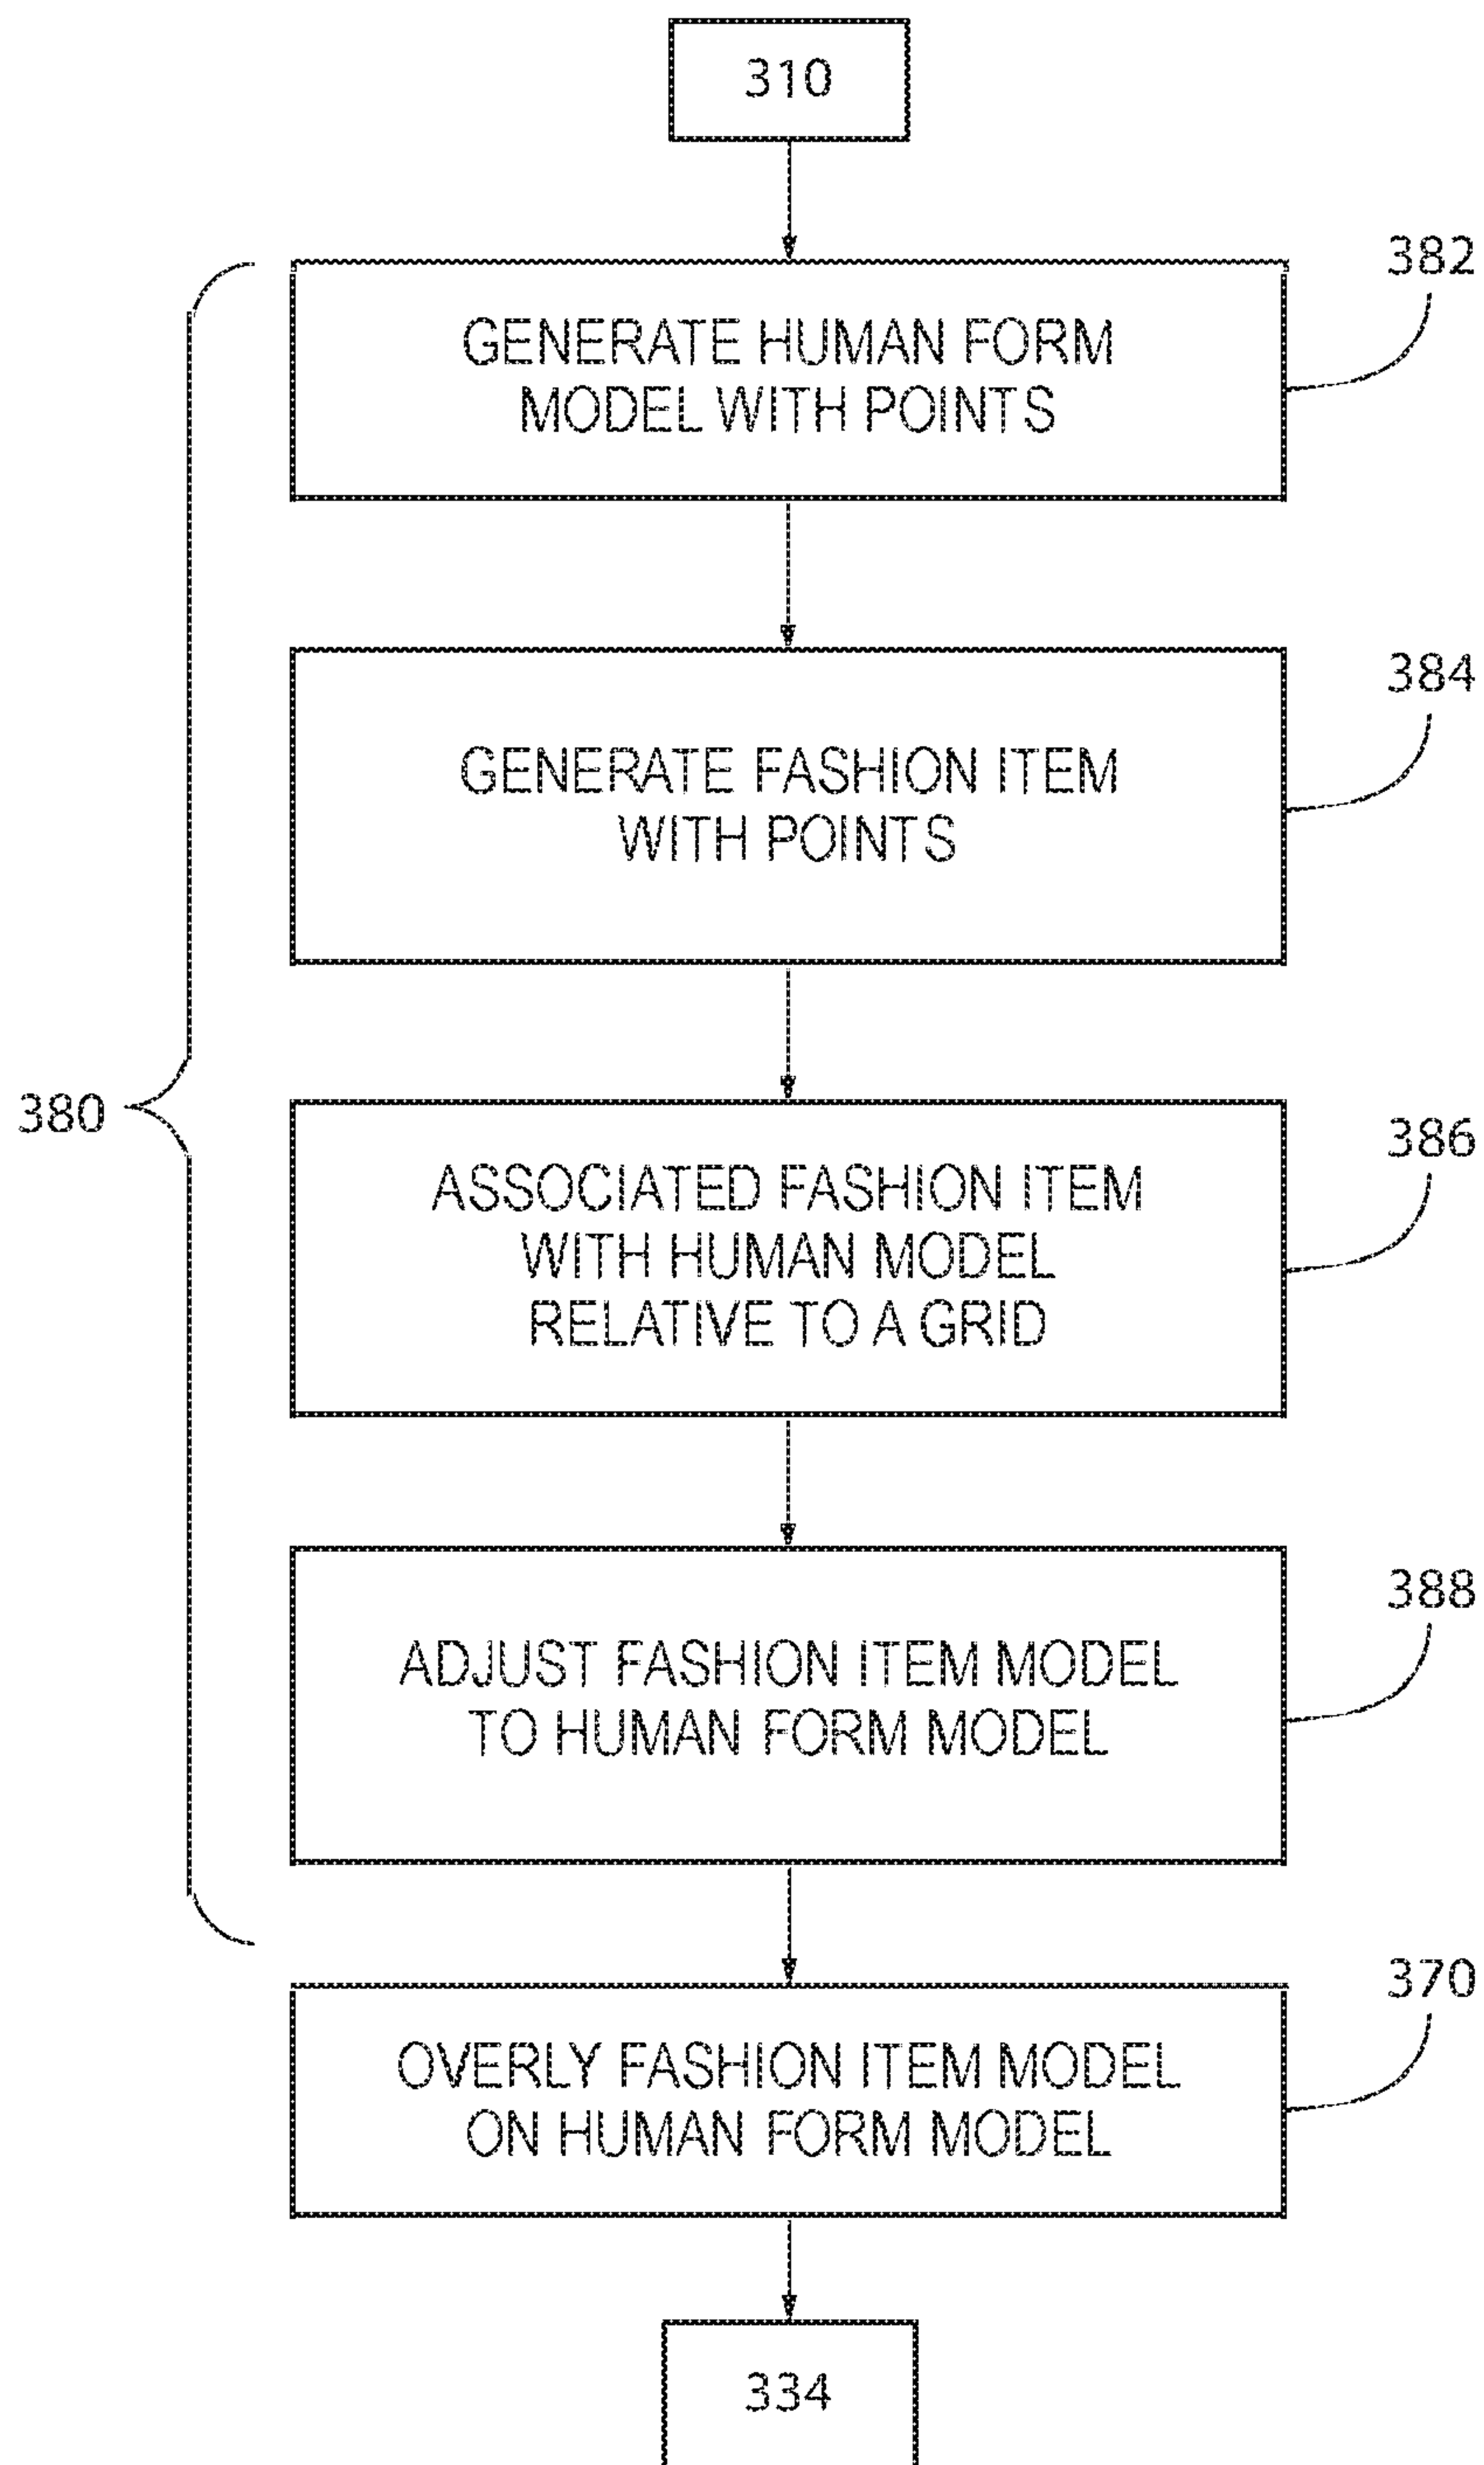 310
382
GENERATE HUMAN FORM
MODEL WITH POINTS
384
GENERATE FASHION ITEM
WITH POINTS
380
386
ASSOCIATED FASHION ITEM
WITH HUMAN MODEL
RELATIVE TO A GRID
388
ADJUST FASHION ITEM MODEL
TO HUMAN FORM MODEL
370
OVERLY FASHION ITEM MODEL
ON HUMAN FORM MODEL
334